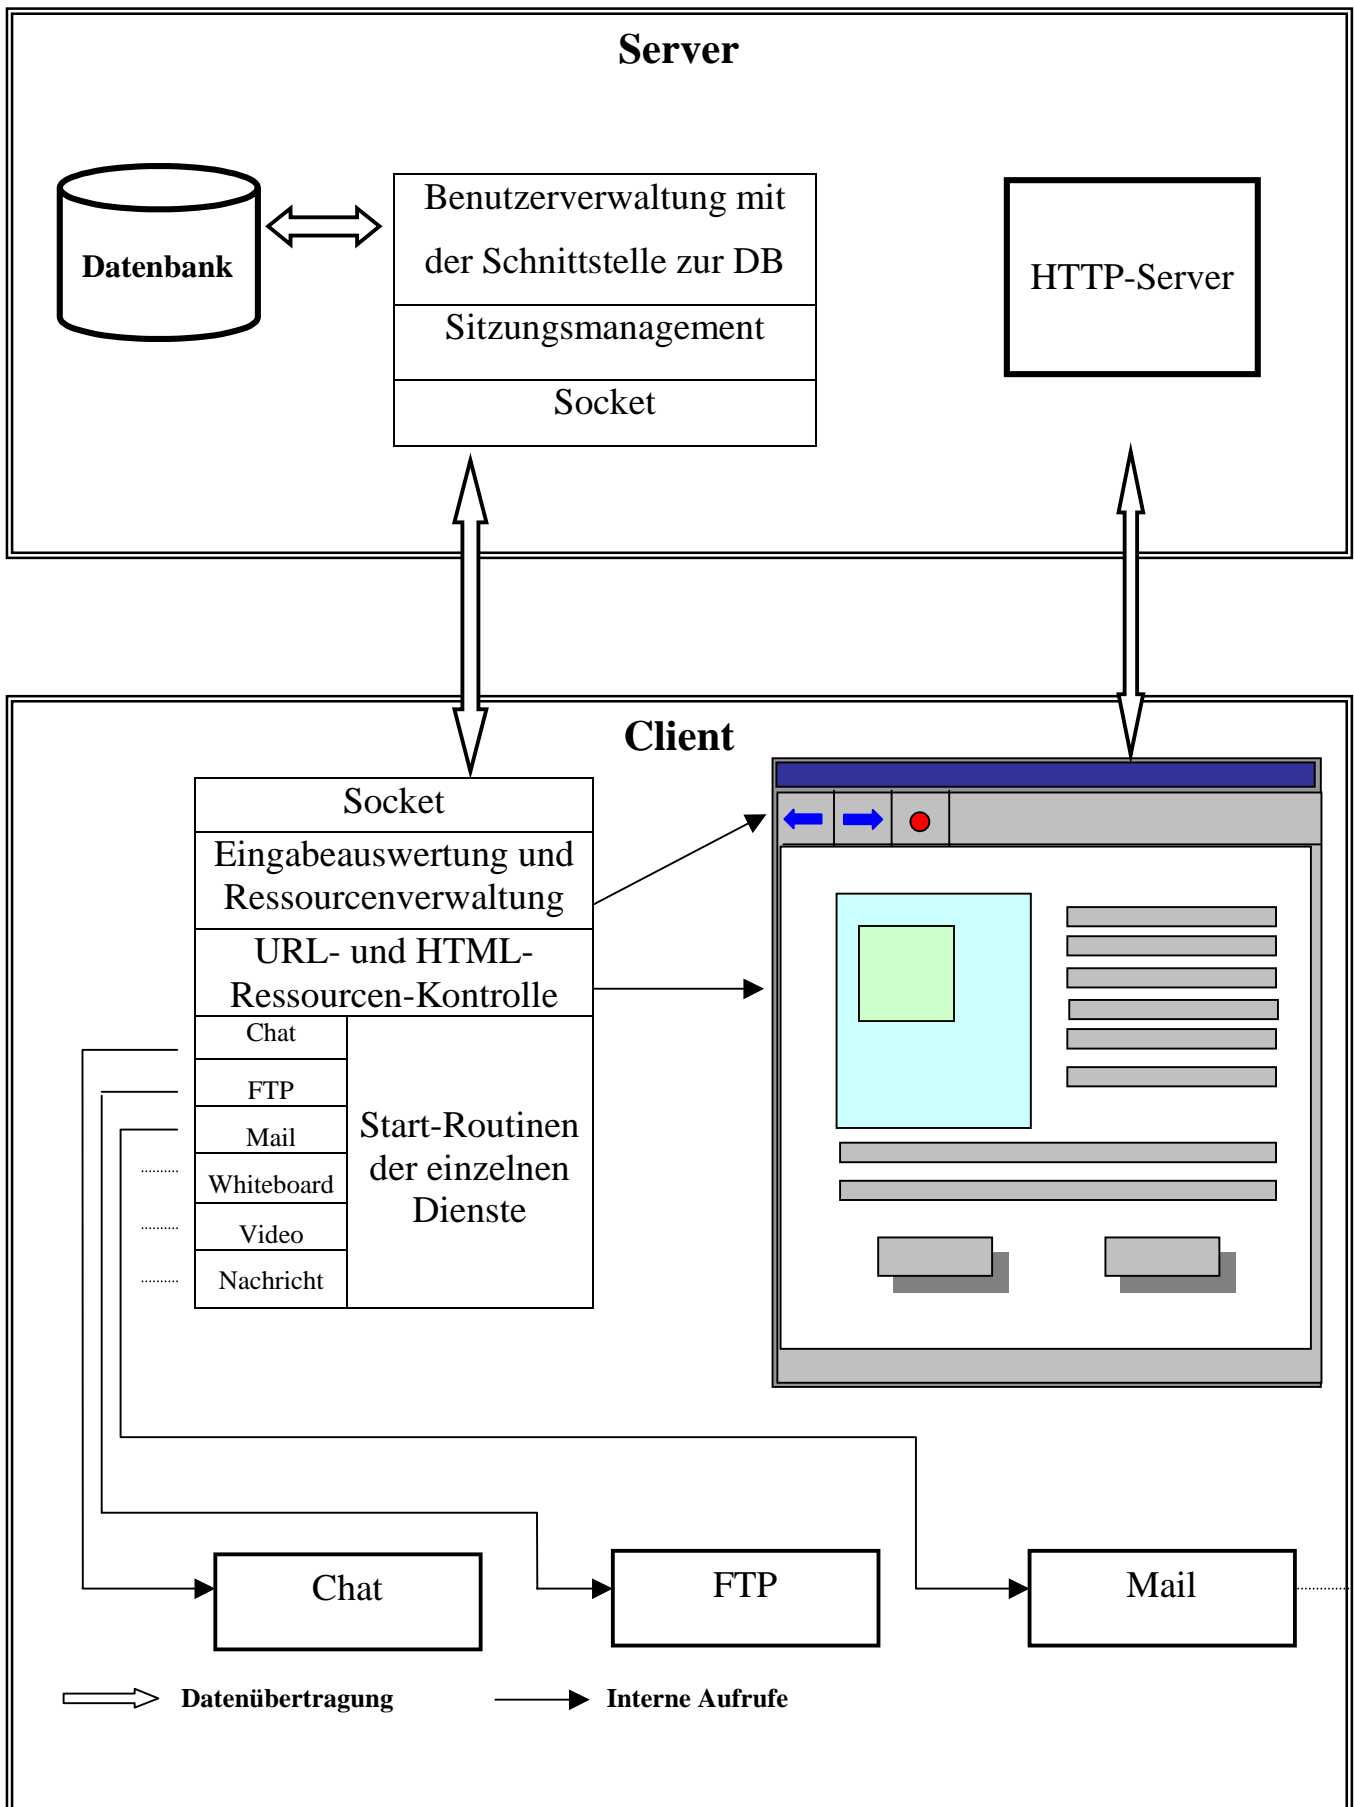 Server
Datenbank
Benutzerverwaltung mit
der Schnittstelle zur DB
Sitzungsmanagement
Socket
HTTP-Server
Client
Socket
Eingabeauswertung und
Ressourcenverwaltung
URL- und HTML-
Ressourcen-Kontrolle
Chat
FTP
Mail
Whiteboard
Video
Nachricht
Start-Routinen
der einzelnen
Dienste
Chat
FTP
Mail
Datenübertragung
Interne Aufrufe